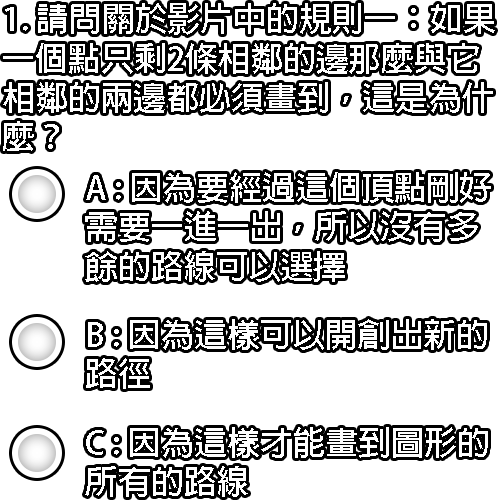 1. 請問關於影片中的規則一：如果
一個點只剩2條相鄰的邊那麼與它
相鄰的兩邊都必須畫到，這是為什
麼？
A：因為要經過這個頂點剛好
需要一進一出，所以沒有多
餘的路線可以選擇
B：因為這樣可以開創出新的
路徑
C：因為這樣才能畫到圖形的
所有的路線